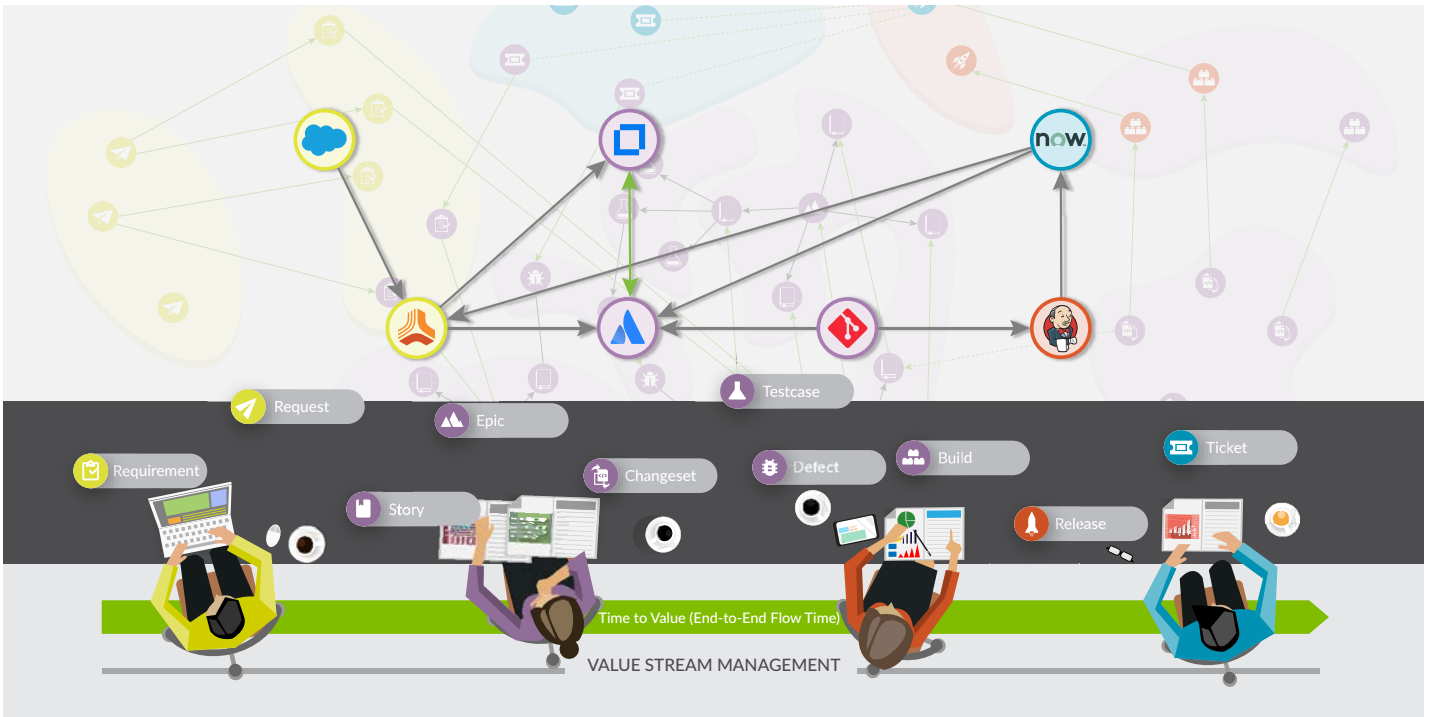 now
Testcase
Request
Epic
Ticket
Build
Defect
Requirement
Changeset
Story
Release
Time to Value (End-to-End Flow Time)
VALUE STREAM MANAGEMENT